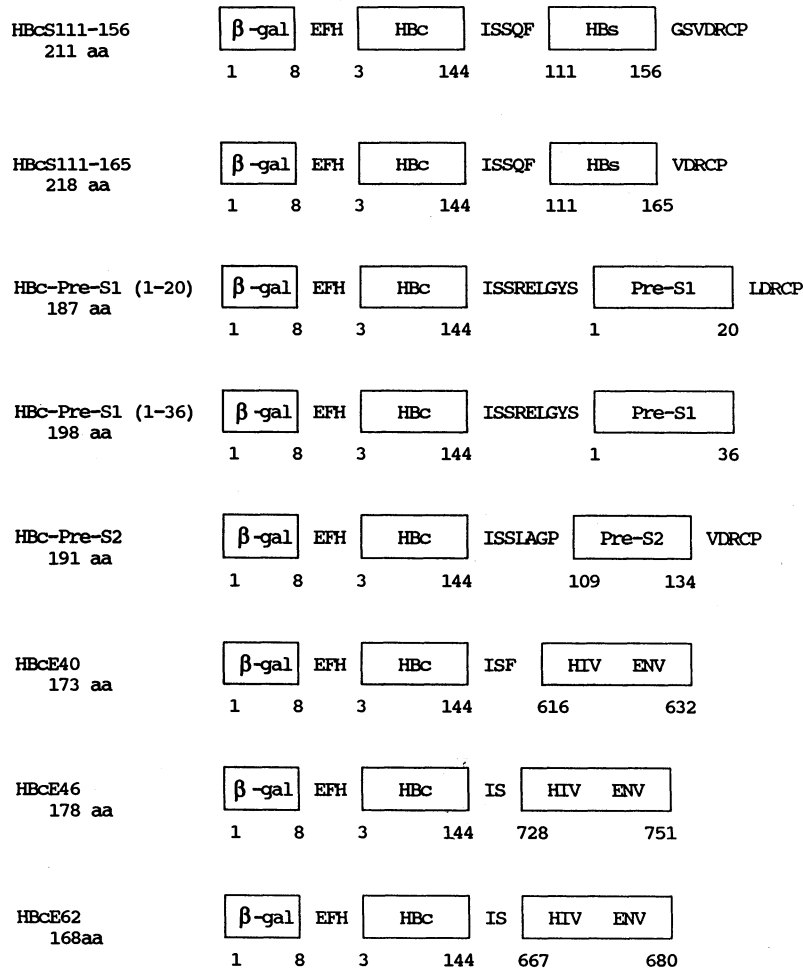 HBcS111-156 β-gal EFH HBc ISSQF HBs GSVDRCP
211 aa
1 8 3 144 111 156
HBcS111-165 β-gal EFH HBc ISSQF HBs VDRCP
218 aa
1 8 3 144 111 165
HBc-Pre-S1 (1-20) β-gal EFH HBc ISSRELGYS Pre-S1 LDRCP
187 aa
1 8 3 144 1 20
HBc-Pre-S1 (1-36) β-gal EFH HBc ISSRELGYS Pre-S1
198 aa
1 8 3 144 1 36
HBc-Pre-S2 β-gal EFH HBc ISSLAGP Pre-S2 VDRCP
191 aa
1 8 3 144 109 134
HBcE40 β-gal EFH HBc ISF HIV ENV
173 aa
1 8 3 144 616 632
HBcE46 β-gal EFH HBc IS HIV ENV
178 aa
1 8 3 144 728 751
HBcE62 β-gal EFH HBc IS HIV ENV
168aa
1 8 3 144 667 680